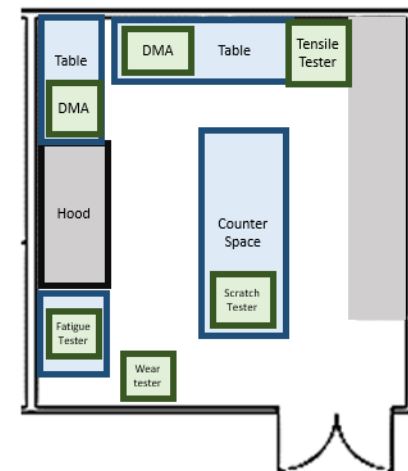 Table
DMA
DMA
Table
Tensile
Tester
Hood
Counter
Space
Scratch
Tester
Fatigue
Tester
Wear
tester